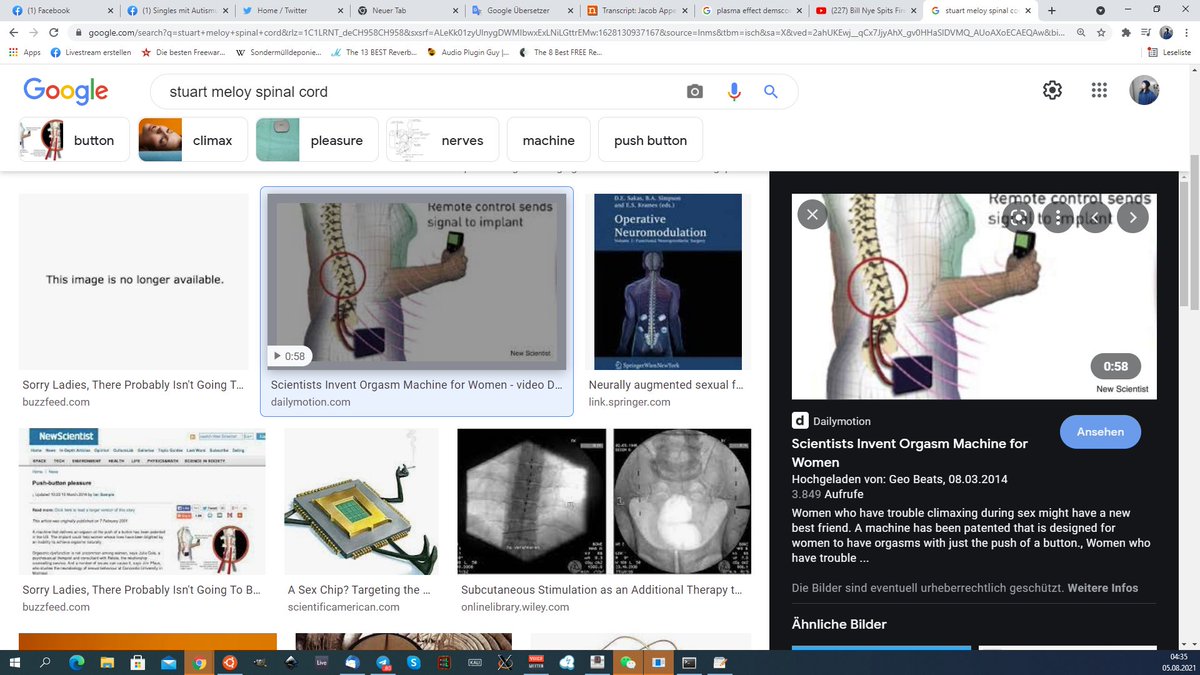 (1) Facebook
(1) Singles mit Autismu
Home / Twitter
Neuer Tab
Google Übersetzer
Transcript: Jacob Appe
plasma effect demsco
(227) Bill Nye Spits Fir
stuart meloy spinal co
google.com/search?q=stuart+meloy+spinal+cord&rlz=1C1LRNT_deCH958CH958&sxsrf=
Apps
Livestream erstellen
Die besten Freewar...
Sondermülldeponie...
The 13 BEST Reverb...
Audio Plugin Guy |...
The 8 Best FREE Re...
Leseliste
Google
stuart meloy spinal cord
button
climax
pleasure
nerves
machine
push button
This image is no longer available.
Sorry Ladies, There Probably Isn't Going T...
buzzfeed.com
Remote control sends
signal to implant
New Scientist
0:58
Scientists Invent Orgasm Machine for Women - video D...
dailymotion.com
D.E. Sakas, B.A. Simpson
and E.S. Krames (eds.)
Operative
Neuromodulation
Volume 1: Functional Neuroprosthetic Surgery
SpringerWienNewYork
Neurally augmented sexual f...
link.springer.com
NewScientist
Push-button pleasure
Sorry Ladies, There Probably Isn't Going To B...
buzzfeed.com
A Sex Chip? Targeting the ...
scientificamerican.com
Subcutaneous Stimulation as an Additional Therapy t...
onlinelibrary.wiley.com
Remote control sends
signal to implant
0:58
New Scientist
d Dailymotion
Ansehen
Scientists Invent Orgasm Machine for
Women
Hochgeladen von: Geo Beats, 08.03.2014
3.849 Aufrufe
Women who have trouble climaxing during sex might have a new
best friend. A machine has been patented that is designed for
women to have orgasms with just the push of a button., Women who
have trouble ...
Die Bilder sind eventuell urheberrechtlich geschützt. Weitere Infos
Ähnliche Bilder
Live
04:35
05.08.2021